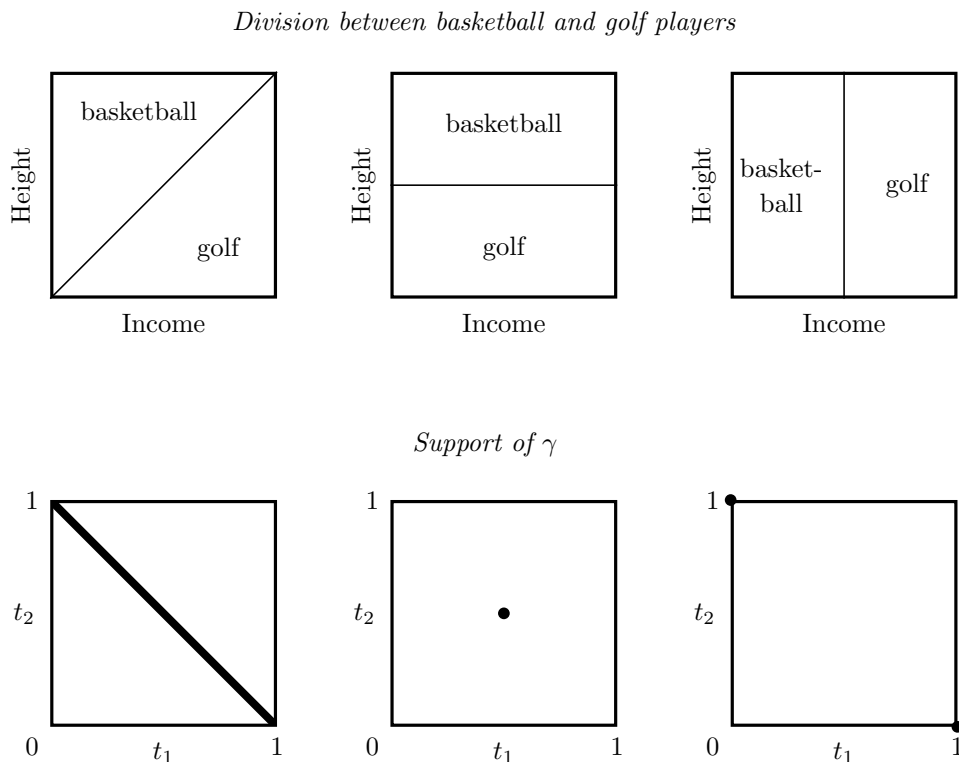 Division between basketball and golf players
basketball
golf
Height
Income
basketball
golf
Height
Income
basket-
ball
golf
Height
Income
Support of γ
1
t₂
0
t₁
1
1
t₂
0
t₁
1
1
t₂
0
t₁
1